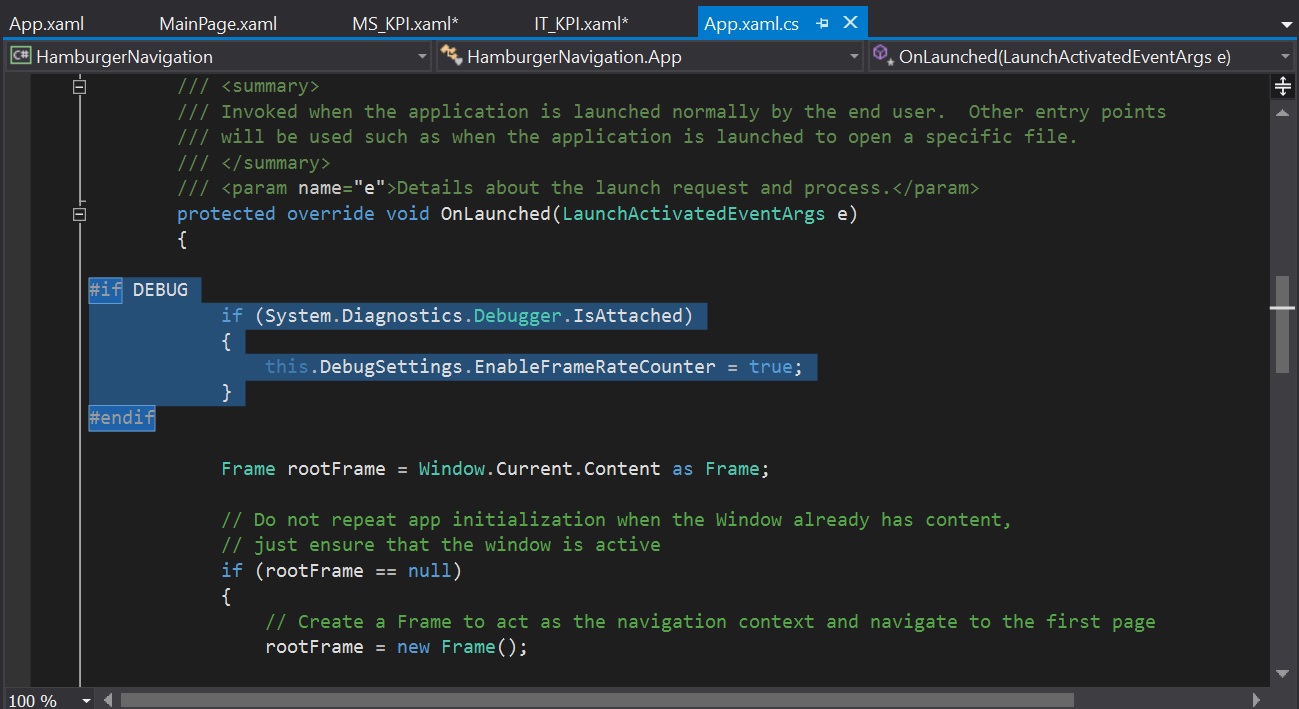 App.xaml MainPage.xaml MS_KPI.xaml* IT_KPI.xaml* App.xaml.cs
C# HamburgerNavigation HamburgerNavigation.App OnLaunched(LaunchActivatedEventArgs e)
/// <summary>
/// Invoked when the application is launched normally by the end user.  Other entry points
/// will be used such as when the application is launched to open a specific file.
/// </summary>
/// <param name="e">Details about the launch request and process.</param>
protected override void OnLaunched(LaunchActivatedEventArgs e)
{
#if DEBUG
if (System.Diagnostics.Debugger.IsAttached)
{
this.DebugSettings.EnableFrameRateCounter = true;
}
#endif
Frame rootFrame = Window.Current.Content as Frame;
// Do not repeat app initialization when the Window already has content,
// just ensure that the window is active
if (rootFrame == null)
{
// Create a Frame to act as the navigation context and navigate to the first page
rootFrame = new Frame();
100 %